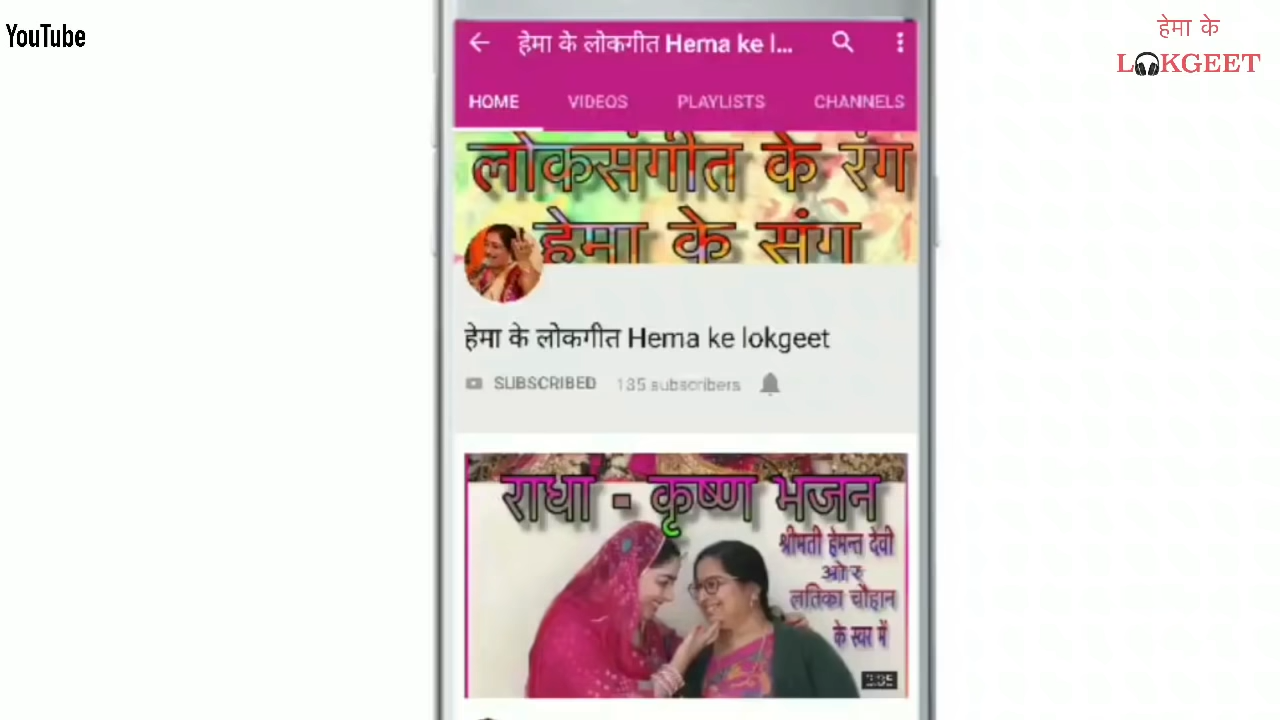 YouTube
हेमा के
LOKGEET
हेमा के लोकगीत Hema ke l...
HOME VIDEOS PLAYLISTS CHANNELS
लोकसंगीत के रंग
हेमा के संग
हेमा के लोकगीत Hema ke lokgeet
SUBSCRIBED 135 subscribers
राधा - कृष्ण भजन
श्रीमती हेमन्त देवी
और
लतिका चौहान
के स्वर में